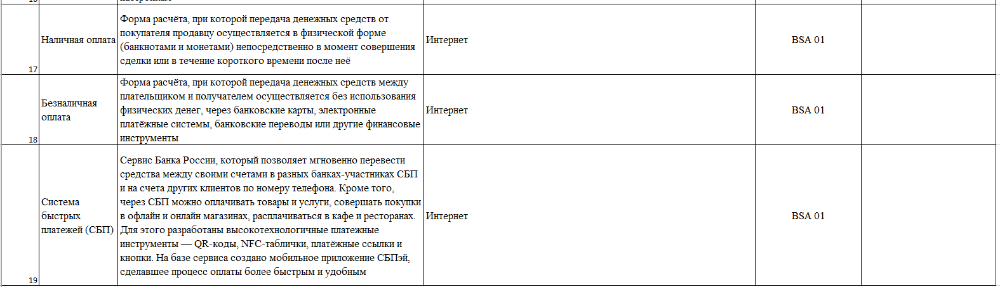 Форма расчёта, при которой передача денежных средств от
покупателя продавцу осуществляется в физической форме
Наличная оплата
(банкнотами и монетами) непосредственно в момент совершения
сделки или в течение короткого времени после неё
Интернет
BSA 01
17
Форма расчёта, при которой передача денежных средств между
плательщиком и получателем осуществляется без использования
физических денег, через банковские карты, электронные
платёжные системы, банковские переводы или другие финансовые
инструменты
Безналичная
оплата
Интернет
BSA 01
18
Сервис Банка России, который позволяет мгновенно перевести
средства между своими счетами в разных банках-участниках СБП
и на счета других клиентов по номеру телефона. Кроме того,
через СБП можно оплачивать товары и услуги, совершать покупки
в офлайн и онлайн магазинах, расплачиваться в кафе и ресторанах.
Для этого разработаны высокотехнологичные платежные
инструменты — QR-коды, NFC-таблички, платёжные ссылки и
кнопки. На базе сервиса создано мобильное приложение СБПэй,
сделавшее процесс оплаты более быстрым и удобным
Система
быстрых
платежей (СБП)
Интернет
BSA 01
19